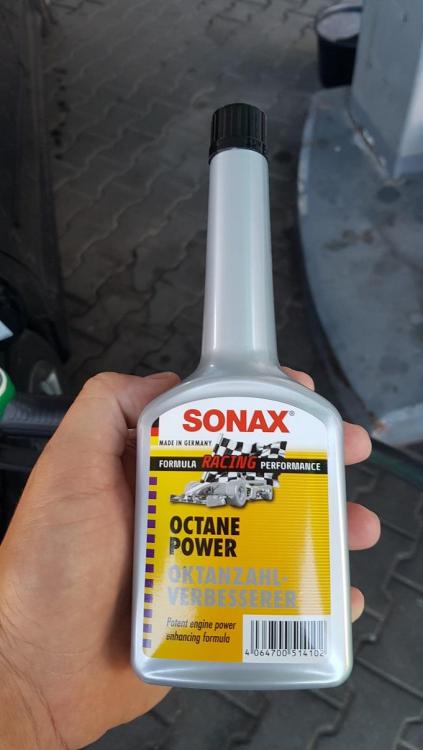 SONAX®
MADE IN GERMANY
FORMULA RACING PERFORMANCE
OCTANE
POWER
OKTANZAHL-
VERBESSERER
Potent engine power
enhancing formula
4 064700 514102